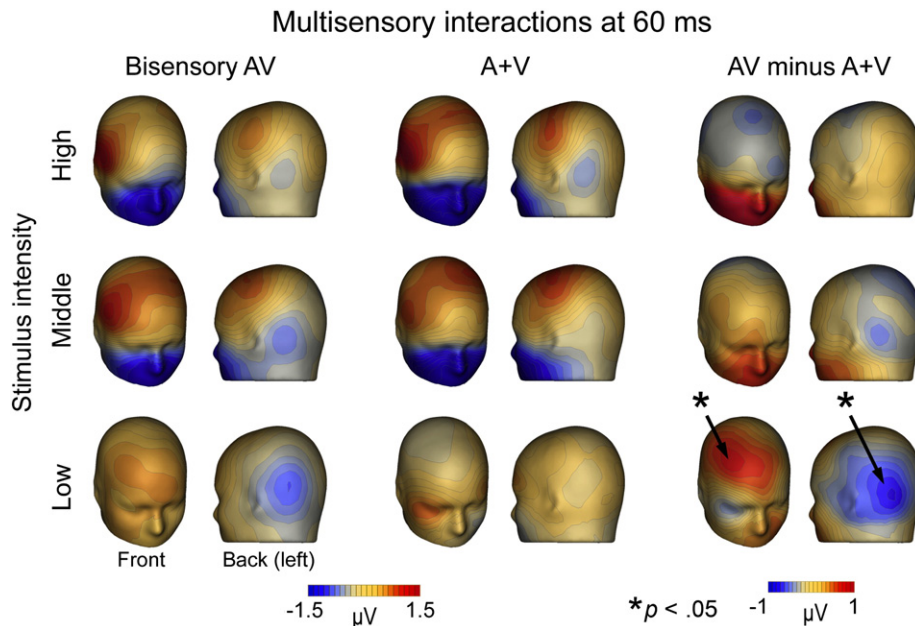 Multisensory interactions at 60 ms
Bisensory AV
A+V
AV minus A+V
Stimulus intensity
High
Middle
Low
*
*
Front
Back (left)
-1.5
μV
1.5
*p < .05
-1
μV
1